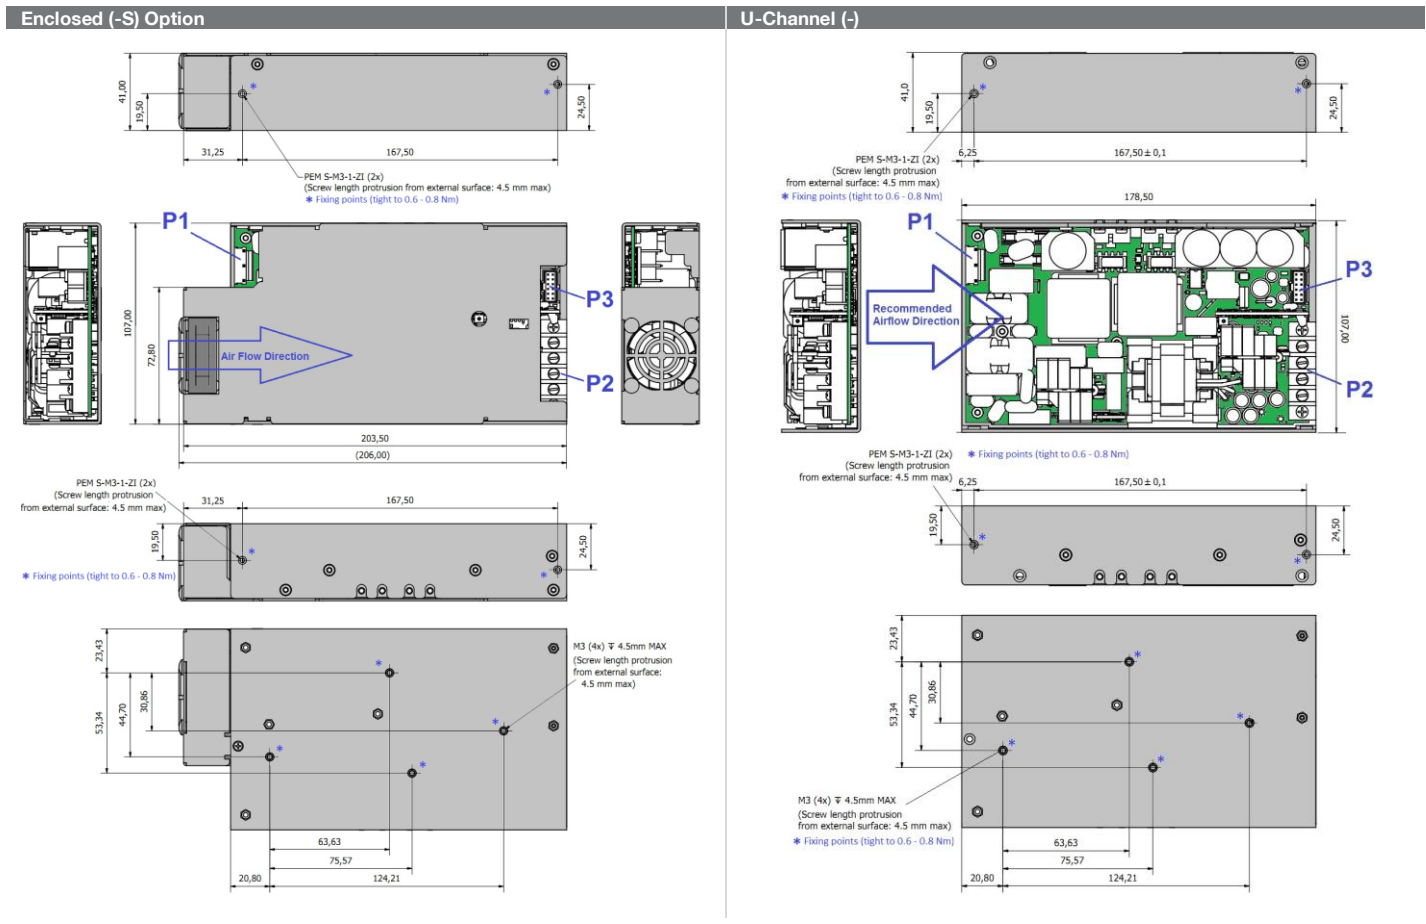 Enclosed (-S) Option
41,00
19,50
*
*
24,50
31,25
167,50
PEM S-M3-1-ZI (2x)
(Screw length protrusion from external surface: 4.5 mm max)
* Fixing points (tight to 0.6 - 0.8 Nm)
P1
P3
107,00
72,80
Air Flow Direction
P2
203,50
(206,00)
PEM S-M3-1-ZI (2x)
(Screw length protrusion
from external surface: 4.5 mm max)
31,25
167,50
19,50
*
*
24,50
* Fixing points (tight to 0.6 - 0.8 Nm)
23,43
53,34
44,70
30,86
*
*
*
*
M3 (4x) ↧ 4.5mm MAX
(Screw length protrusion
from external surface:
4.5 mm max)
63,63
75,57
20,80
124,21
U-Channel (-)
41,0
19,50
*
*
24,50
6,25
167,50 ± 0,1
PEM S-M3-1-ZI (2x)
(Screw length protrusion
from external surface: 4.5 mm max)
* Fixing points (tight to 0.6 - 0.8 Nm)
178,50
P1
P3
Recommended
Airflow Direction
107,00
P2
PEM S-M3-1-ZI (2x)
(Screw length protrusion
from external surface: 4.5 mm max)
* Fixing points (tight to 0.6 - 0.8 Nm)
6,25
167,50 ± 0,1
19,50
*
*
24,50
23,43
53,34
44,70
30,86
*
*
*
*
M3 (4x) ↧ 4.5mm MAX
(Screw length protrusion
from external surface: 4.5 mm max)
* Fixing points (tight to 0.6 - 0.8 Nm)
63,63
75,57
20,80
124,21